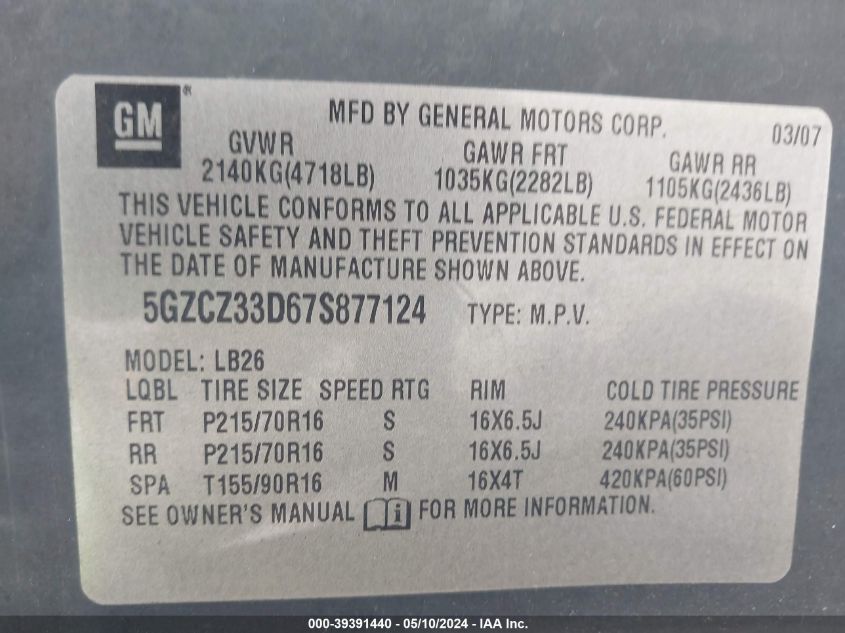 GM®
MFD BY GENERAL MOTORS CORP. 03/07
GVWR GAWR FRT GAWR RR
2140KG(4718LB) 1035KG(2282LB) 1105KG(2436LB)
THIS VEHICLE CONFORMS TO ALL APPLICABLE U.S. FEDERAL MOTOR
VEHICLE SAFETY AND THEFT PREVENTION STANDARDS IN EFFECT ON
THE DATE OF MANUFACTURE SHOWN ABOVE.
5GZCZ33D67S877124 TYPE: M.P.V.
MODEL: LB26
LQBL TIRE SIZE SPEED RTG RIM COLD TIRE PRESSURE
FRT P215/70R16 S 16X6.5J 240KPA(35PSI)
RR P215/70R16 S 16X6.5J 240KPA(35PSI)
SPA T155/90R16 M 16X4T 420KPA(60PSI)
SEE OWNER'S MANUAL i FOR MORE INFORMATION.
000-39391440 - 05/10/2024 - IAA Inc.